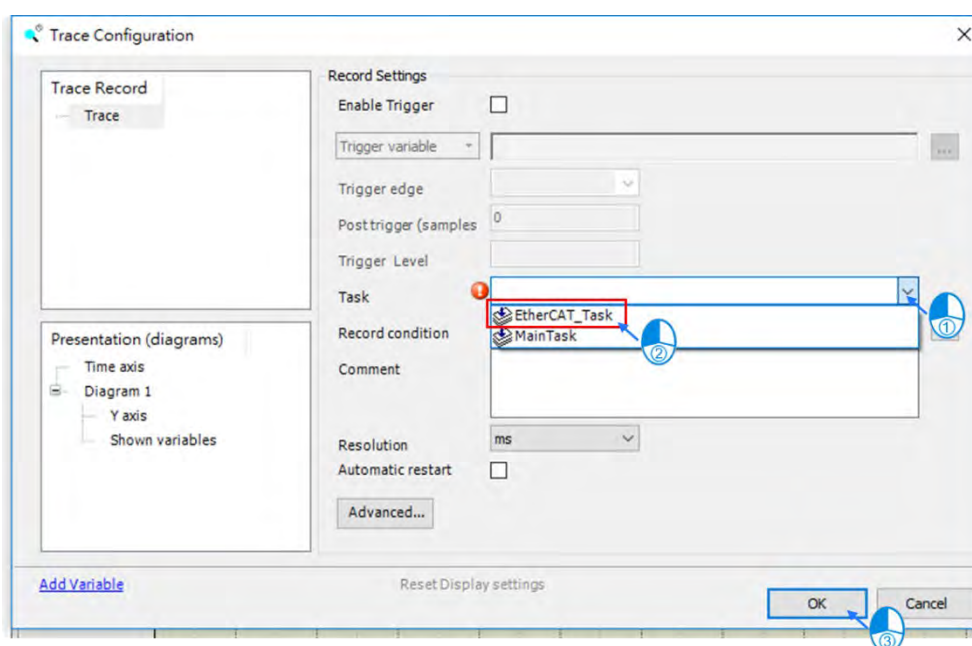 Trace Configuration
Trace Record
Trace
Record Settings
Enable Trigger
Trigger variable
...
Trigger edge
Post trigger (samples
0
Trigger Level
Task
EtherCAT_Task
①
MainTask
②
Record condition
Comment
Presentation (diagrams)
Time axis
Diagram 1
Y axis
Shown variables
Resolution
ms
Automatic restart
Advanced...
Add Variable
Reset Display settings
OK
Cancel
③